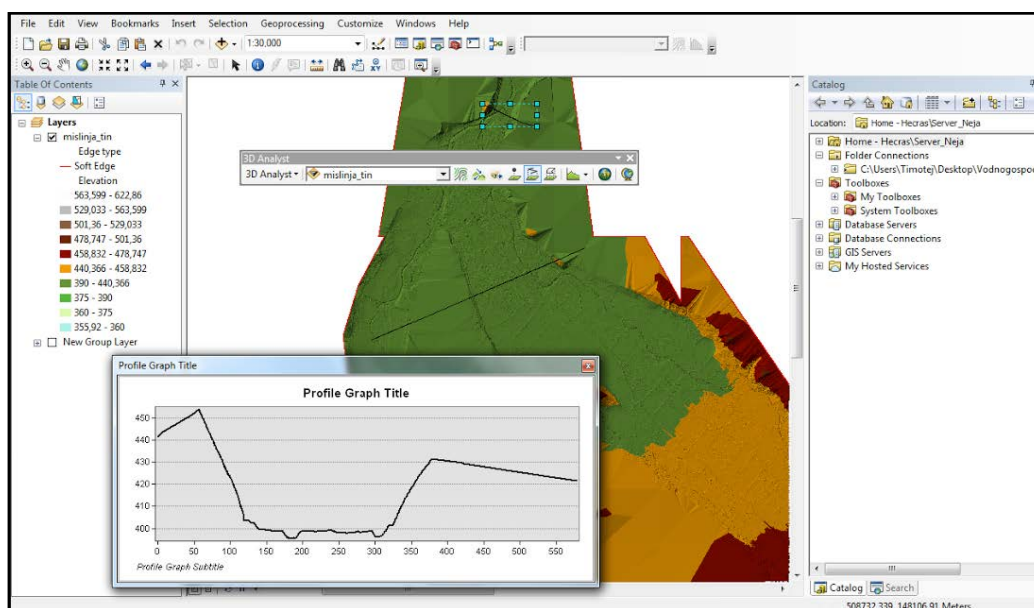 File Edit View Bookmarks Insert Selection Geoprocessing Customize Windows Help
1:30,000
Table Of Contents
Layers
mislinja_tin
Edge type
Soft Edge
Elevation
563,599 - 622,86
529,033 - 563,599
501,36 - 529,033
478,747 - 501,36
458,832 - 478,747
440,366 - 458,832
390 - 440,366
375 - 390
360 - 375
355,92 - 360
New Group Layer
3D Analyst
3D Analyst mislinja_tin
Catalog
Location: Home - Hecras\Server_Neja
Home - Hecras\Server_Neja
Folder Connections
C:\Users\Timotej\Desktop\Vodnogospo
Toolboxes
My Toolboxes
System Toolboxes
Database Servers
Database Connections
GIS Servers
My Hosted Services
Profile Graph Title
Profile Graph Title
450
440
430
420
410
400
0 50 100 150 200 250 300 350 400 450 500 550
Profile Graph Subtitle
Catalog Search
508732,339 148106,91 Meters